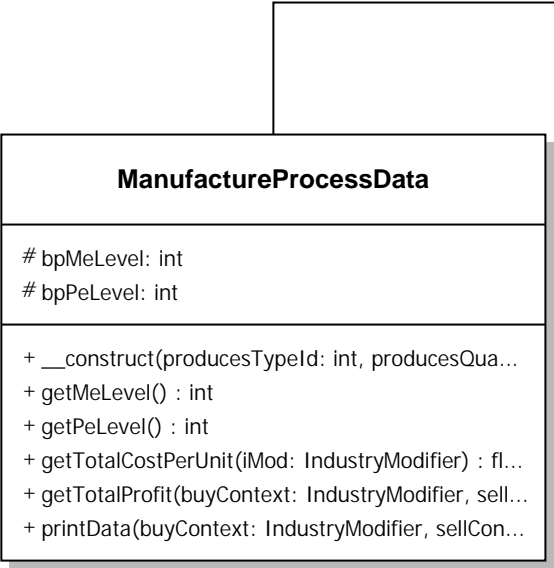 ManufactureProcessData
# bpMeLevel: int
# bpPeLevel: int
+ __construct(producesTypeId: int, producesQua...
+ getMeLevel() : int
+ getPeLevel() : int
+ getTotalCostPerUnit(iMod: IndustryModifier) : fl...
+ getTotalProfit(buyContext: IndustryModifier, sell...
+ printData(buyContext: IndustryModifier, sellCon...